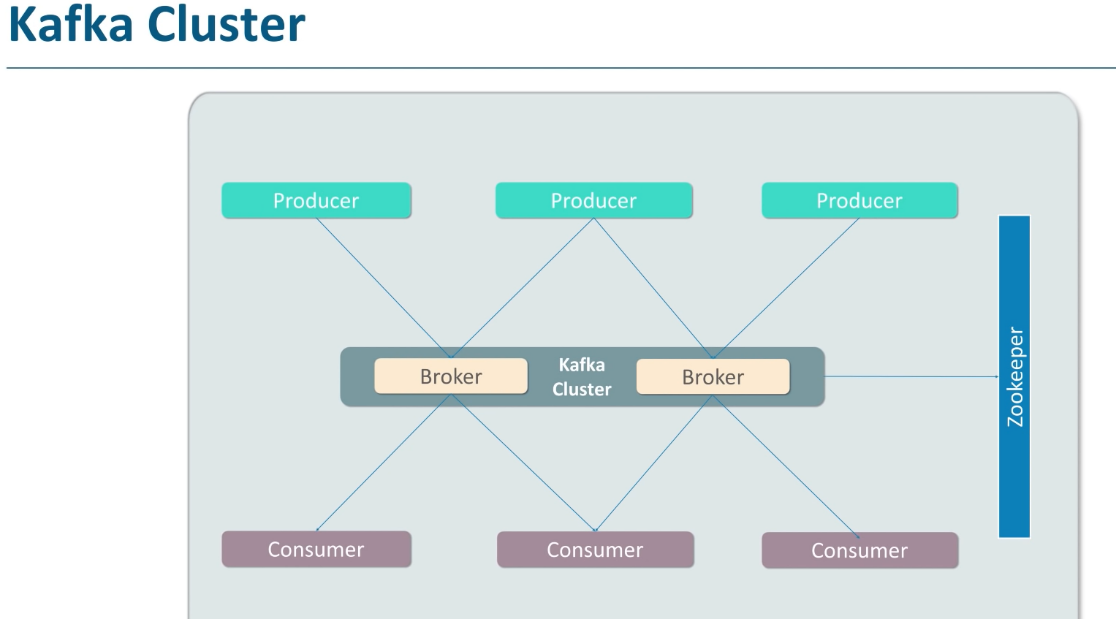 Kafka Cluster
Producer
Producer
Producer
Broker
Kafka
Cluster
Broker
Zookeeper
Consumer
Consumer
Consumer